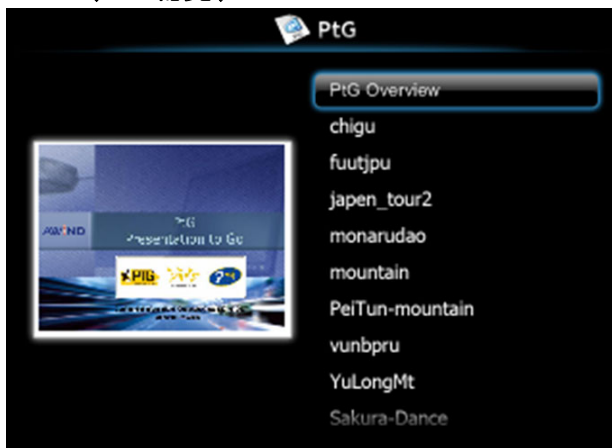 PtG
PtG Overview
chigu
fuutjpu
japen_tour2
monarudao
mountain
PeiTun-mountain
vunbpru
YuLongMt
Sakura-Dance
AWIND
PtG
Presentation to Go
PtG